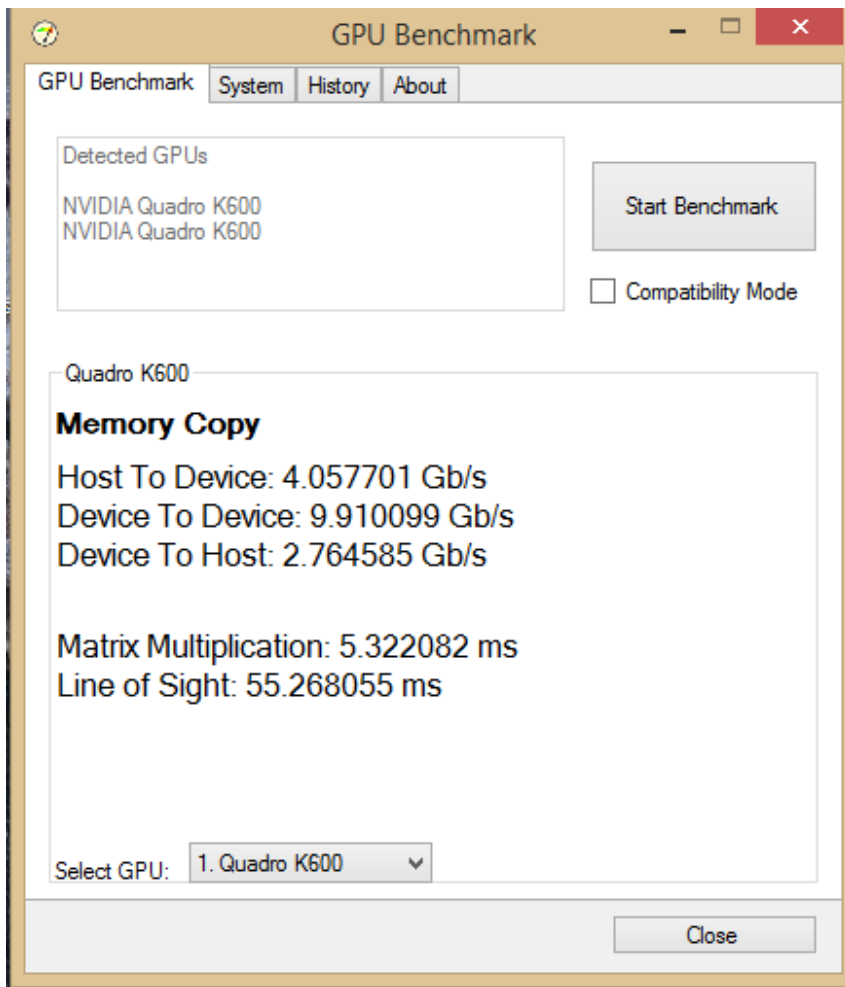 GPU Benchmark
GPU Benchmark System History About
Detected GPUs
NVIDIA Quadro K600
NVIDIA Quadro K600
Start Benchmark
Compatibility Mode
Quadro K600
Memory Copy
Host To Device: 4.057701 Gb/s
Device To Device: 9.910099 Gb/s
Device To Host: 2.764585 Gb/s
Matrix Multiplication: 5.322082 ms
Line of Sight: 55.268055 ms
Select GPU: 1. Quadro K600
Close